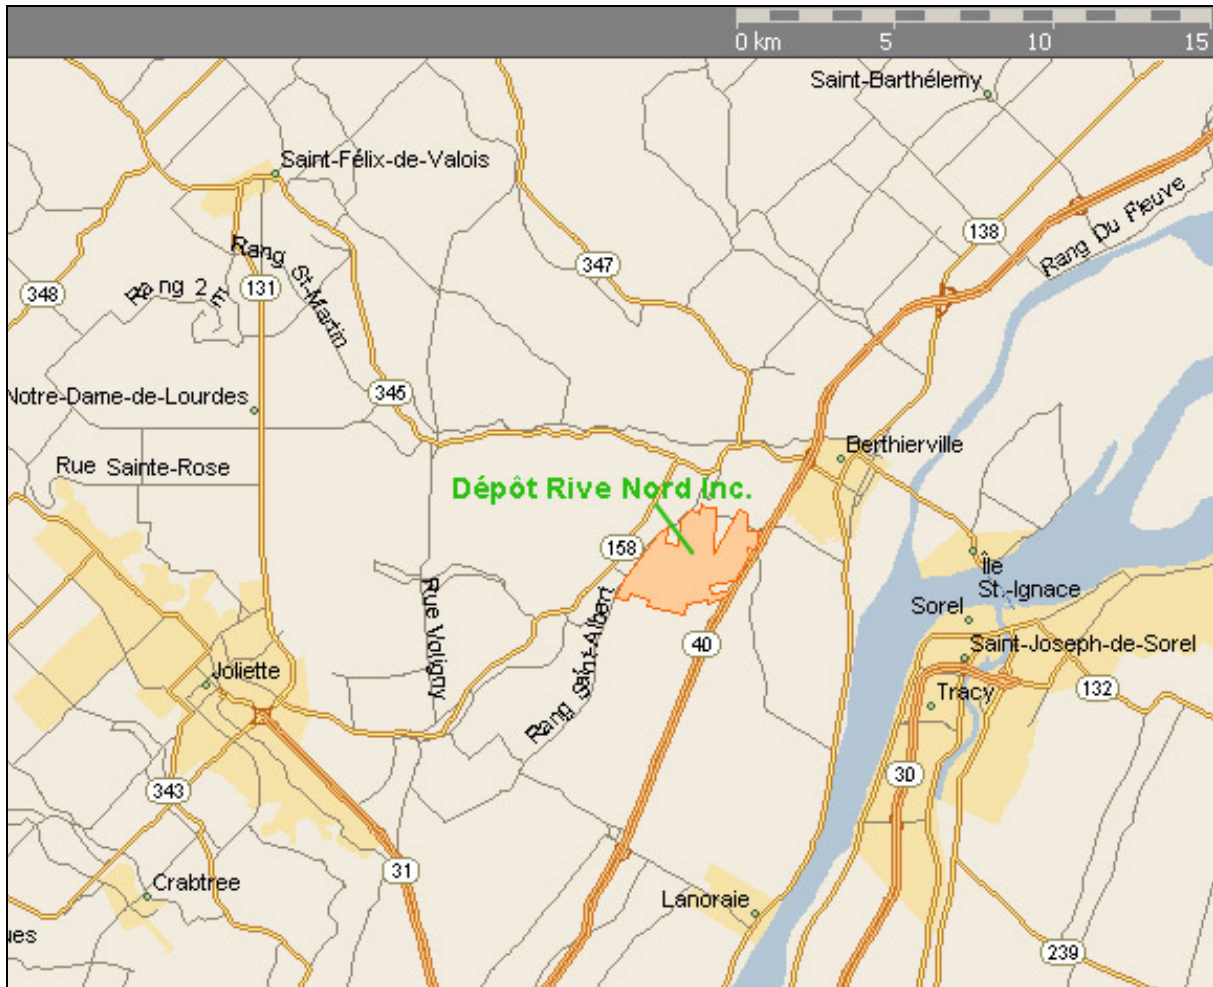 0 km 5 10 15
Saint-Barthélemy
Saint-Félix-de-Valois
Rang Du Fleuve
138
347
Rang St-Martin
348
Rang 2 E
131
345
Notre-Dame-de-Lourdes
Berthierville
Rue Sainte-Rose
Dépôt Rive Nord Inc.
158
Île
St.-Ignace
Rue Voligny
Rang Saint-Albert
Sorel
40
Saint-Joseph-de-Sorel
Joliette
132
Tracy
30
343
31
Crabtree
Lanoraie
ues
239